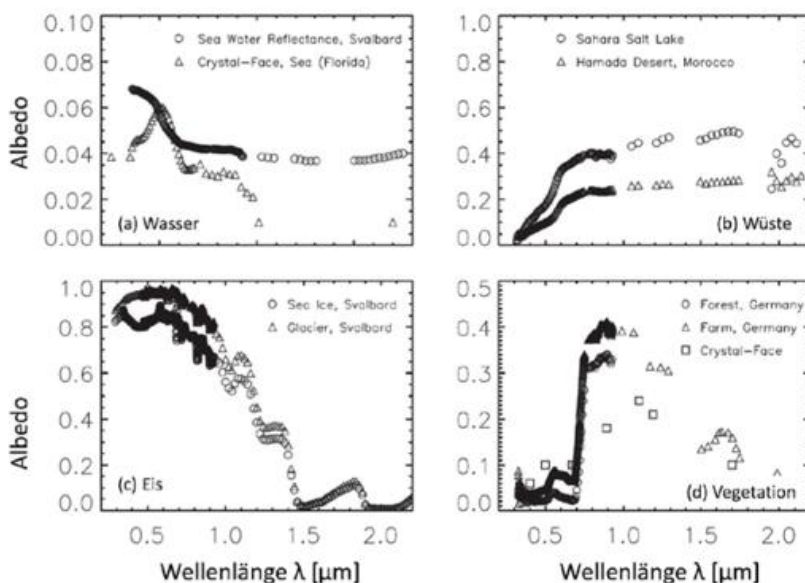 0.10
0.08
0.06
0.04
0.02
0.00
Albedo
○ Sea Water Reflectance, Svalbard
△ Crystal-Face, Sea (Florida)
(a) Wasser
1.0
0.8
0.6
0.4
0.2
0.0
○ Sahara Salt Lake
△ Hamada Desert, Morocco
(b) Wüste
1.0
0.8
0.6
0.4
0.2
0.0
Albedo
○ Sea Ice, Svalbard
△ Glacier, Svalbard
(c) Eis
0.5 1.0 1.5 2.0
Wellenlänge λ [μm]
0.5
0.4
0.3
0.2
0.1
0.0
○ Forest, Germany
△ Farm, Germany
□ Crystal-Face
(d) Vegetation
0.5 1.0 1.5 2.0
Wellenlänge λ [μm]